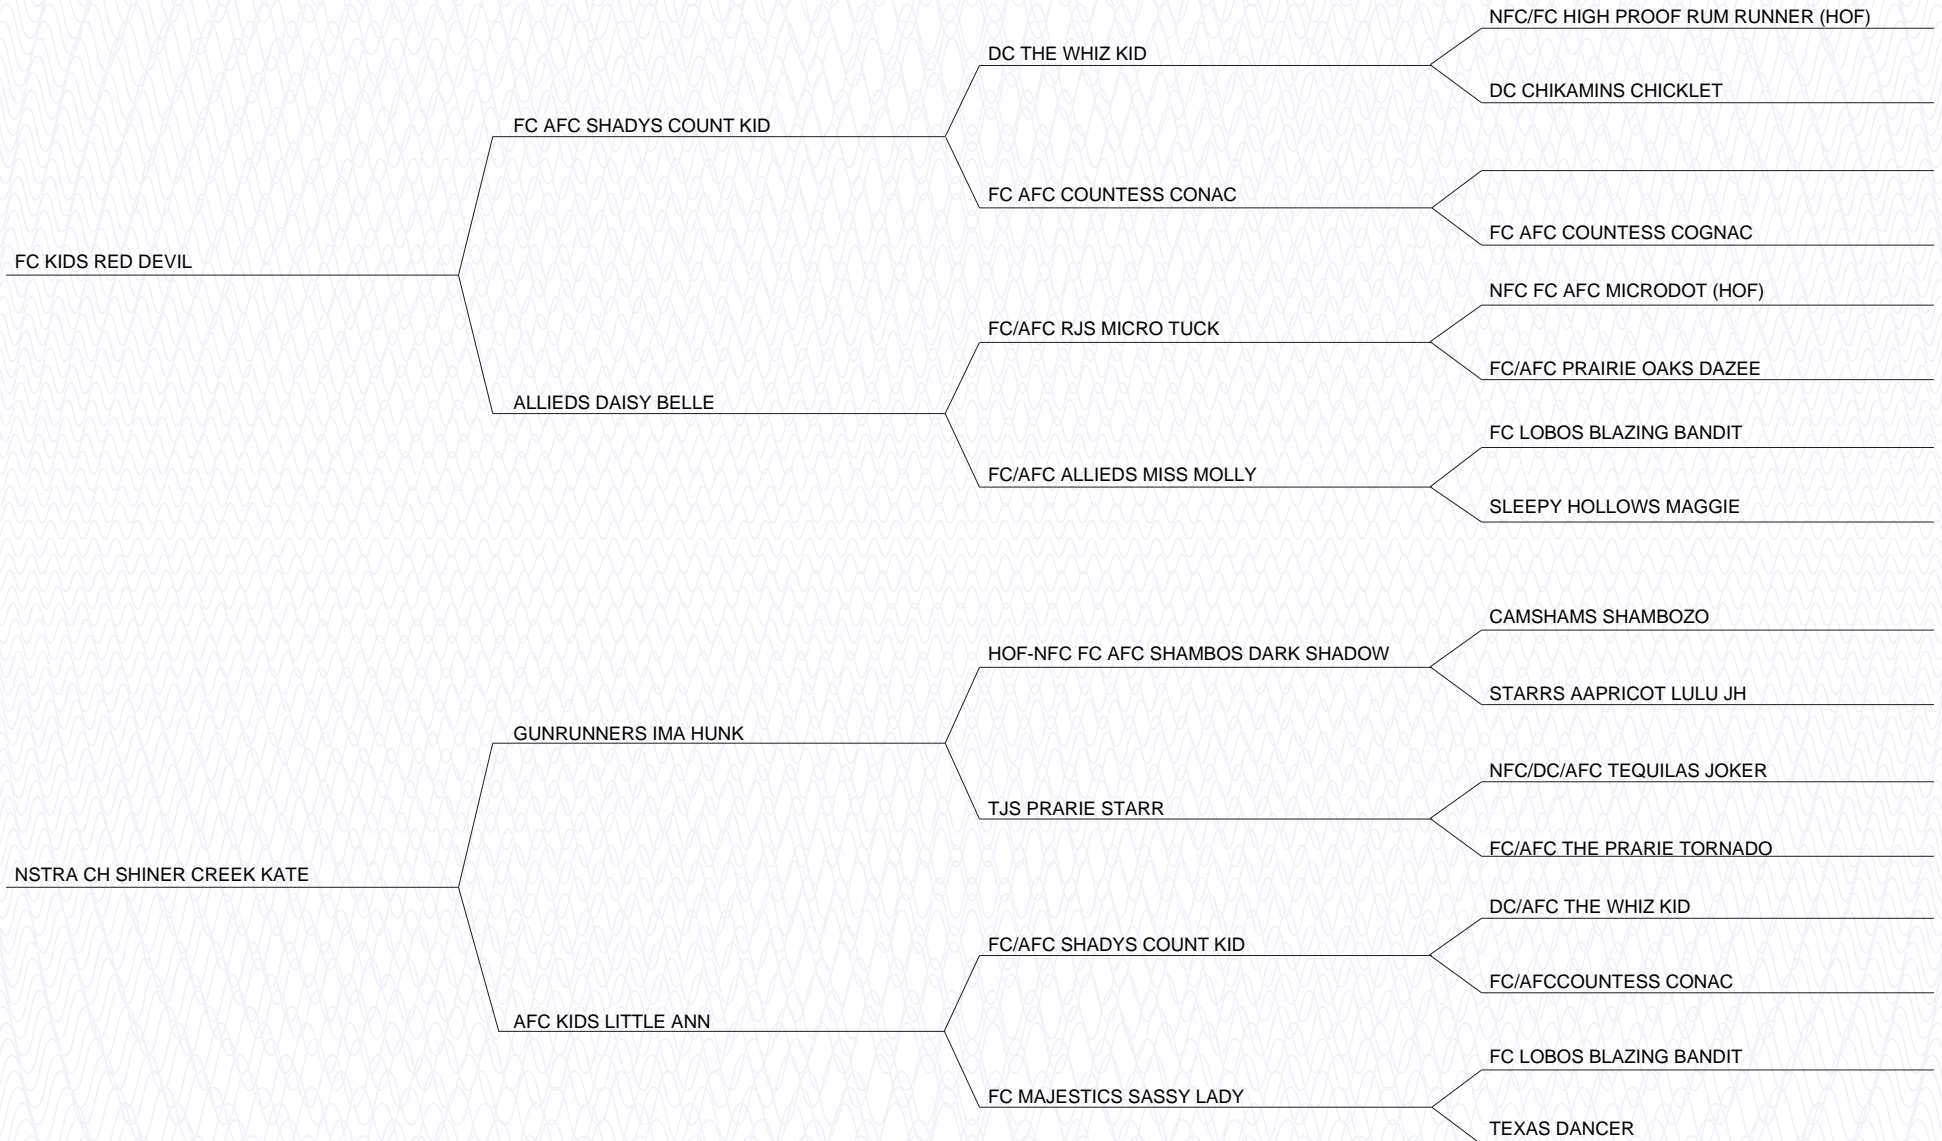 NFC/FC HIGH PROOF RUM RUNNER (HOF)
DC THE WHIZ KID
DC CHIKAMINS CHICKLET
FC AFC SHADYS COUNT KID
FC AFC COUNTESS CONAC
FC AFC COUNTESS COGNAC
FC KIDS RED DEVIL
NFC FC AFC MICRODOT (HOF)
FC/AFC RJS MICRO TUCK
FC/AFC PRAIRIE OAKS DAZEE
ALLIEDS DAISY BELLE
FC LOBOS BLAZING BANDIT
FC/AFC ALLIEDS MISS MOLLY
SLEEPY HOLLOWS MAGGIE
CAMSHAMS SHAMBOZO
HOF-NFC FC AFC SHAMBOS DARK SHADOW
STARRS AAPRICOT LULU JH
GUNRUNNERS IMA HUNK
NFC/DC/AFC TEQUILAS JOKER
TJS PRARIE STARR
FC/AFC THE PRARIE TORNADO
NSTRA CH SHINER CREEK KATE
DC/AFC THE WHIZ KID
FC/AFC SHADYS COUNT KID
FC/AFCCOUNTESS CONAC
AFC KIDS LITTLE ANN
FC LOBOS BLAZING BANDIT
FC MAJESTICS SASSY LADY
TEXAS DANCER